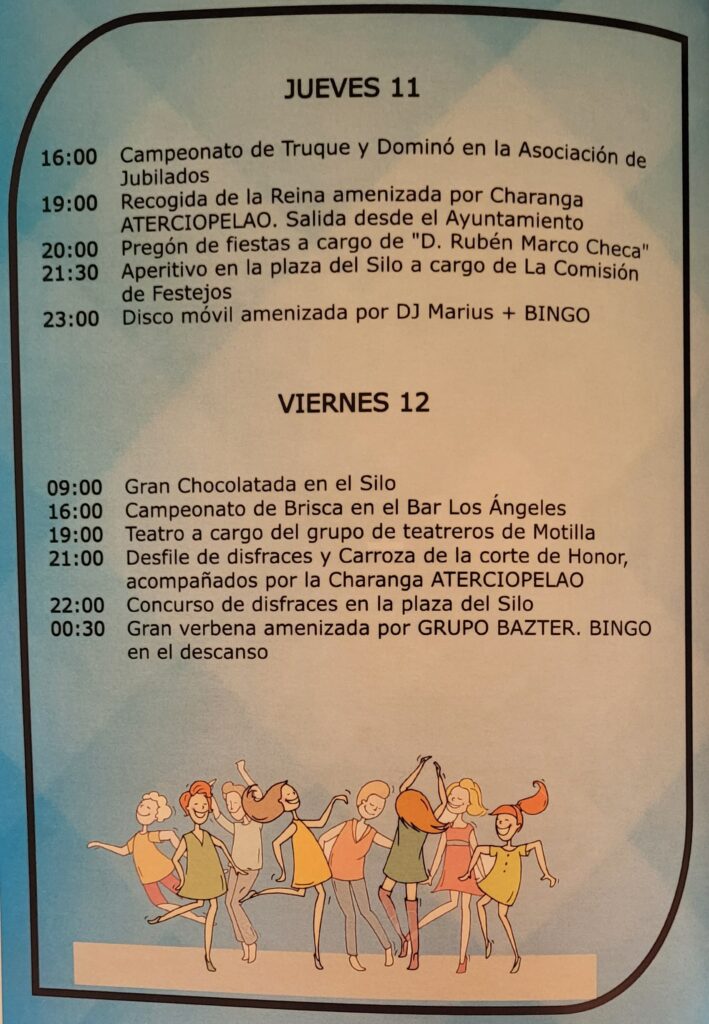 JUEVES 11
16:00 Campeonato de Truque y Dominó en la Asociación de
Jubilados
19:00 Recogida de la Reina amenizada por Charanga
ATERCIOPELAO. Salida desde el Ayuntamiento
20:00 Pregón de fiestas a cargo de "D. Rubén Marco Checa"
21:30 Aperitivo en la plaza del Silo a cargo de La Comisión
de Festejos
23:00 Disco móvil amenizada por DJ Marius + BINGO
VIERNES 12
09:00 Gran Chocolatada en el Silo
16:00 Campeonato de Brisca en el Bar Los Ángeles
19:00 Teatro a cargo del grupo de teatreros de Motilla
21:00 Desfile de disfraces y Carroza de la corte de Honor,
acompañados por la Charanga ATERCIOPELAO
22:00 Concurso de disfraces en la plaza del Silo
00:30 Gran verbena amenizada por GRUPO BAZTER. BINGO
en el descanso